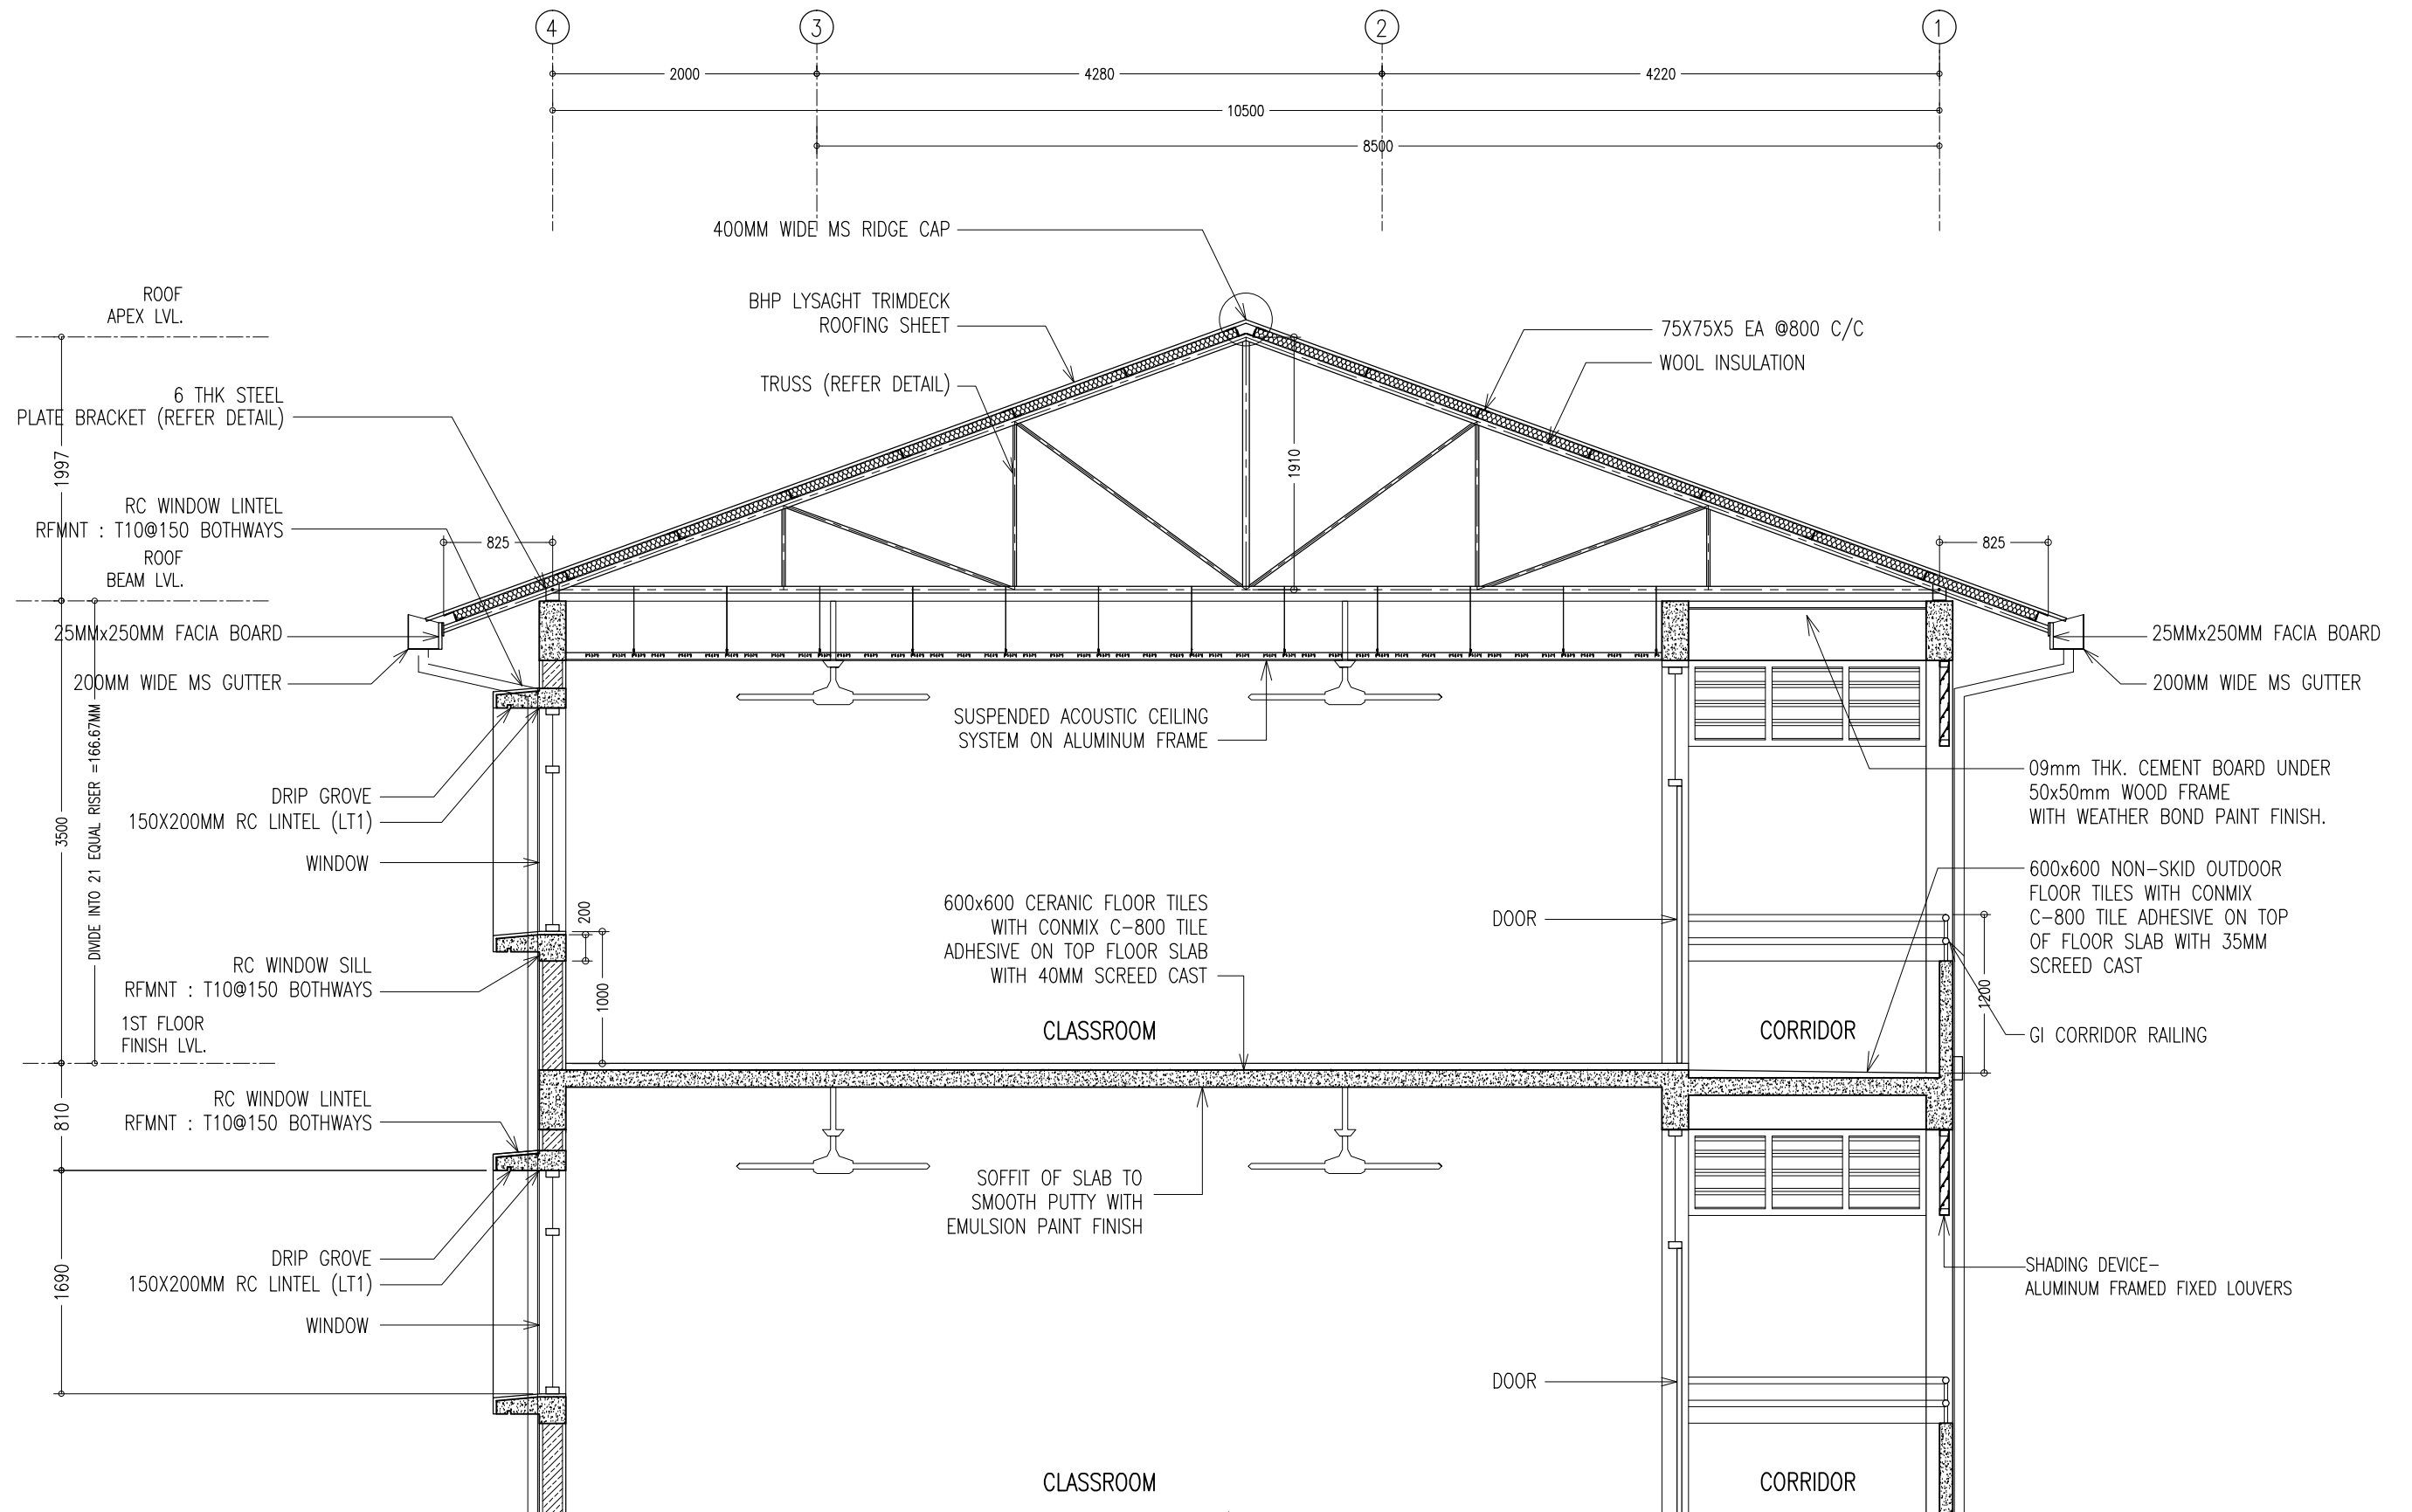 4
3
2
1
2000
4280
4220
10500
8500
400MM WIDE MS RIDGE CAP
ROOF
APEX LVL.
BHP LYSAGHT TRIMDECK
ROOFING SHEET
75X75X5 EA @800 C/C
WOOL INSULATION
TRUSS (REFER DETAIL)
6 THK STEEL
PLATE BRACKET (REFER DETAIL)
1997
1910
RC WINDOW LINTEL
RFMNT : T10@150 BOTHWAYS
825
825
ROOF
BEAM LVL.
25MMx250MM FACIA BOARD
25MMx250MM FACIA BOARD
200MM WIDE MS GUTTER
200MM WIDE MS GUTTER
SUSPENDED ACOUSTIC CEILING
SYSTEM ON ALUMINUM FRAME
DRIP GROVE
150X200MM RC LINTEL (LT1)
09mm THK. CEMENT BOARD UNDER
50x50mm WOOD FRAME
WITH WEATHER BOND PAINT FINISH.
3500
DIVIDE INTO 21 EQUAL RISER =166.67MM
WINDOW
600x600 NON-SKID OUTDOOR
FLOOR TILES WITH CONMIX
C-800 TILE ADHESIVE ON TOP
OF FLOOR SLAB WITH 35MM
SCREED CAST
600x600 CERANIC FLOOR TILES
WITH CONMIX C-800 TILE
ADHESIVE ON TOP FLOOR SLAB
WITH 40MM SCREED CAST
DOOR
200
1000
1200
RC WINDOW SILL
RFMNT : T10@150 BOTHWAYS
1ST FLOOR
FINISH LVL.
CLASSROOM
CORRIDOR
GI CORRIDOR RAILING
810
RC WINDOW LINTEL
RFMNT : T10@150 BOTHWAYS
SOFFIT OF SLAB TO
SMOOTH PUTTY WITH
EMULSION PAINT FINISH
DRIP GROVE
150X200MM RC LINTEL (LT1)
1690
SHADING DEVICE-
ALUMINUM FRAMED FIXED LOUVERS
WINDOW
DOOR
CLASSROOM
CORRIDOR